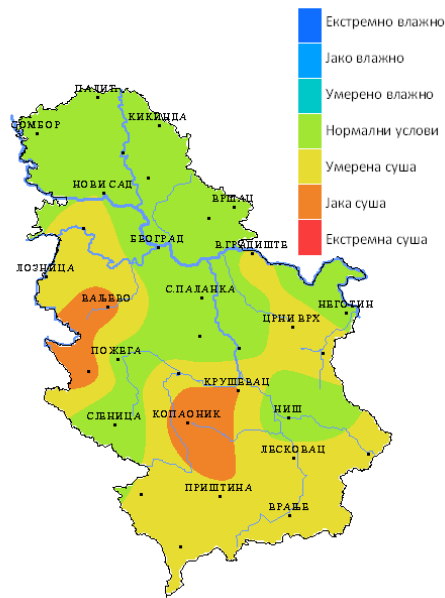 Екстремно влажно
Јако влажно
Умерено влажно
Нормални услови
Умерена суша
Јака суша
Екстремна суша
ПАЛИЋ
СОМБОР
КИКИНДА
НОВИ САД
ВРШАЦ
БЕОГРАД
В.ГРАДИШТЕ
ЛОЗНИЦА
ВАЉЕВО
С.ПАЛАНКА
НЕГОТИН
ЦРНИ ВРХ
ПОЖЕГА
КРУШЕВАЦ
СЈЕНИЦА
КОПАОНИК
НИШ
ЛЕСКОВАЦ
ПРИШТИНА
ВРАЊЕ